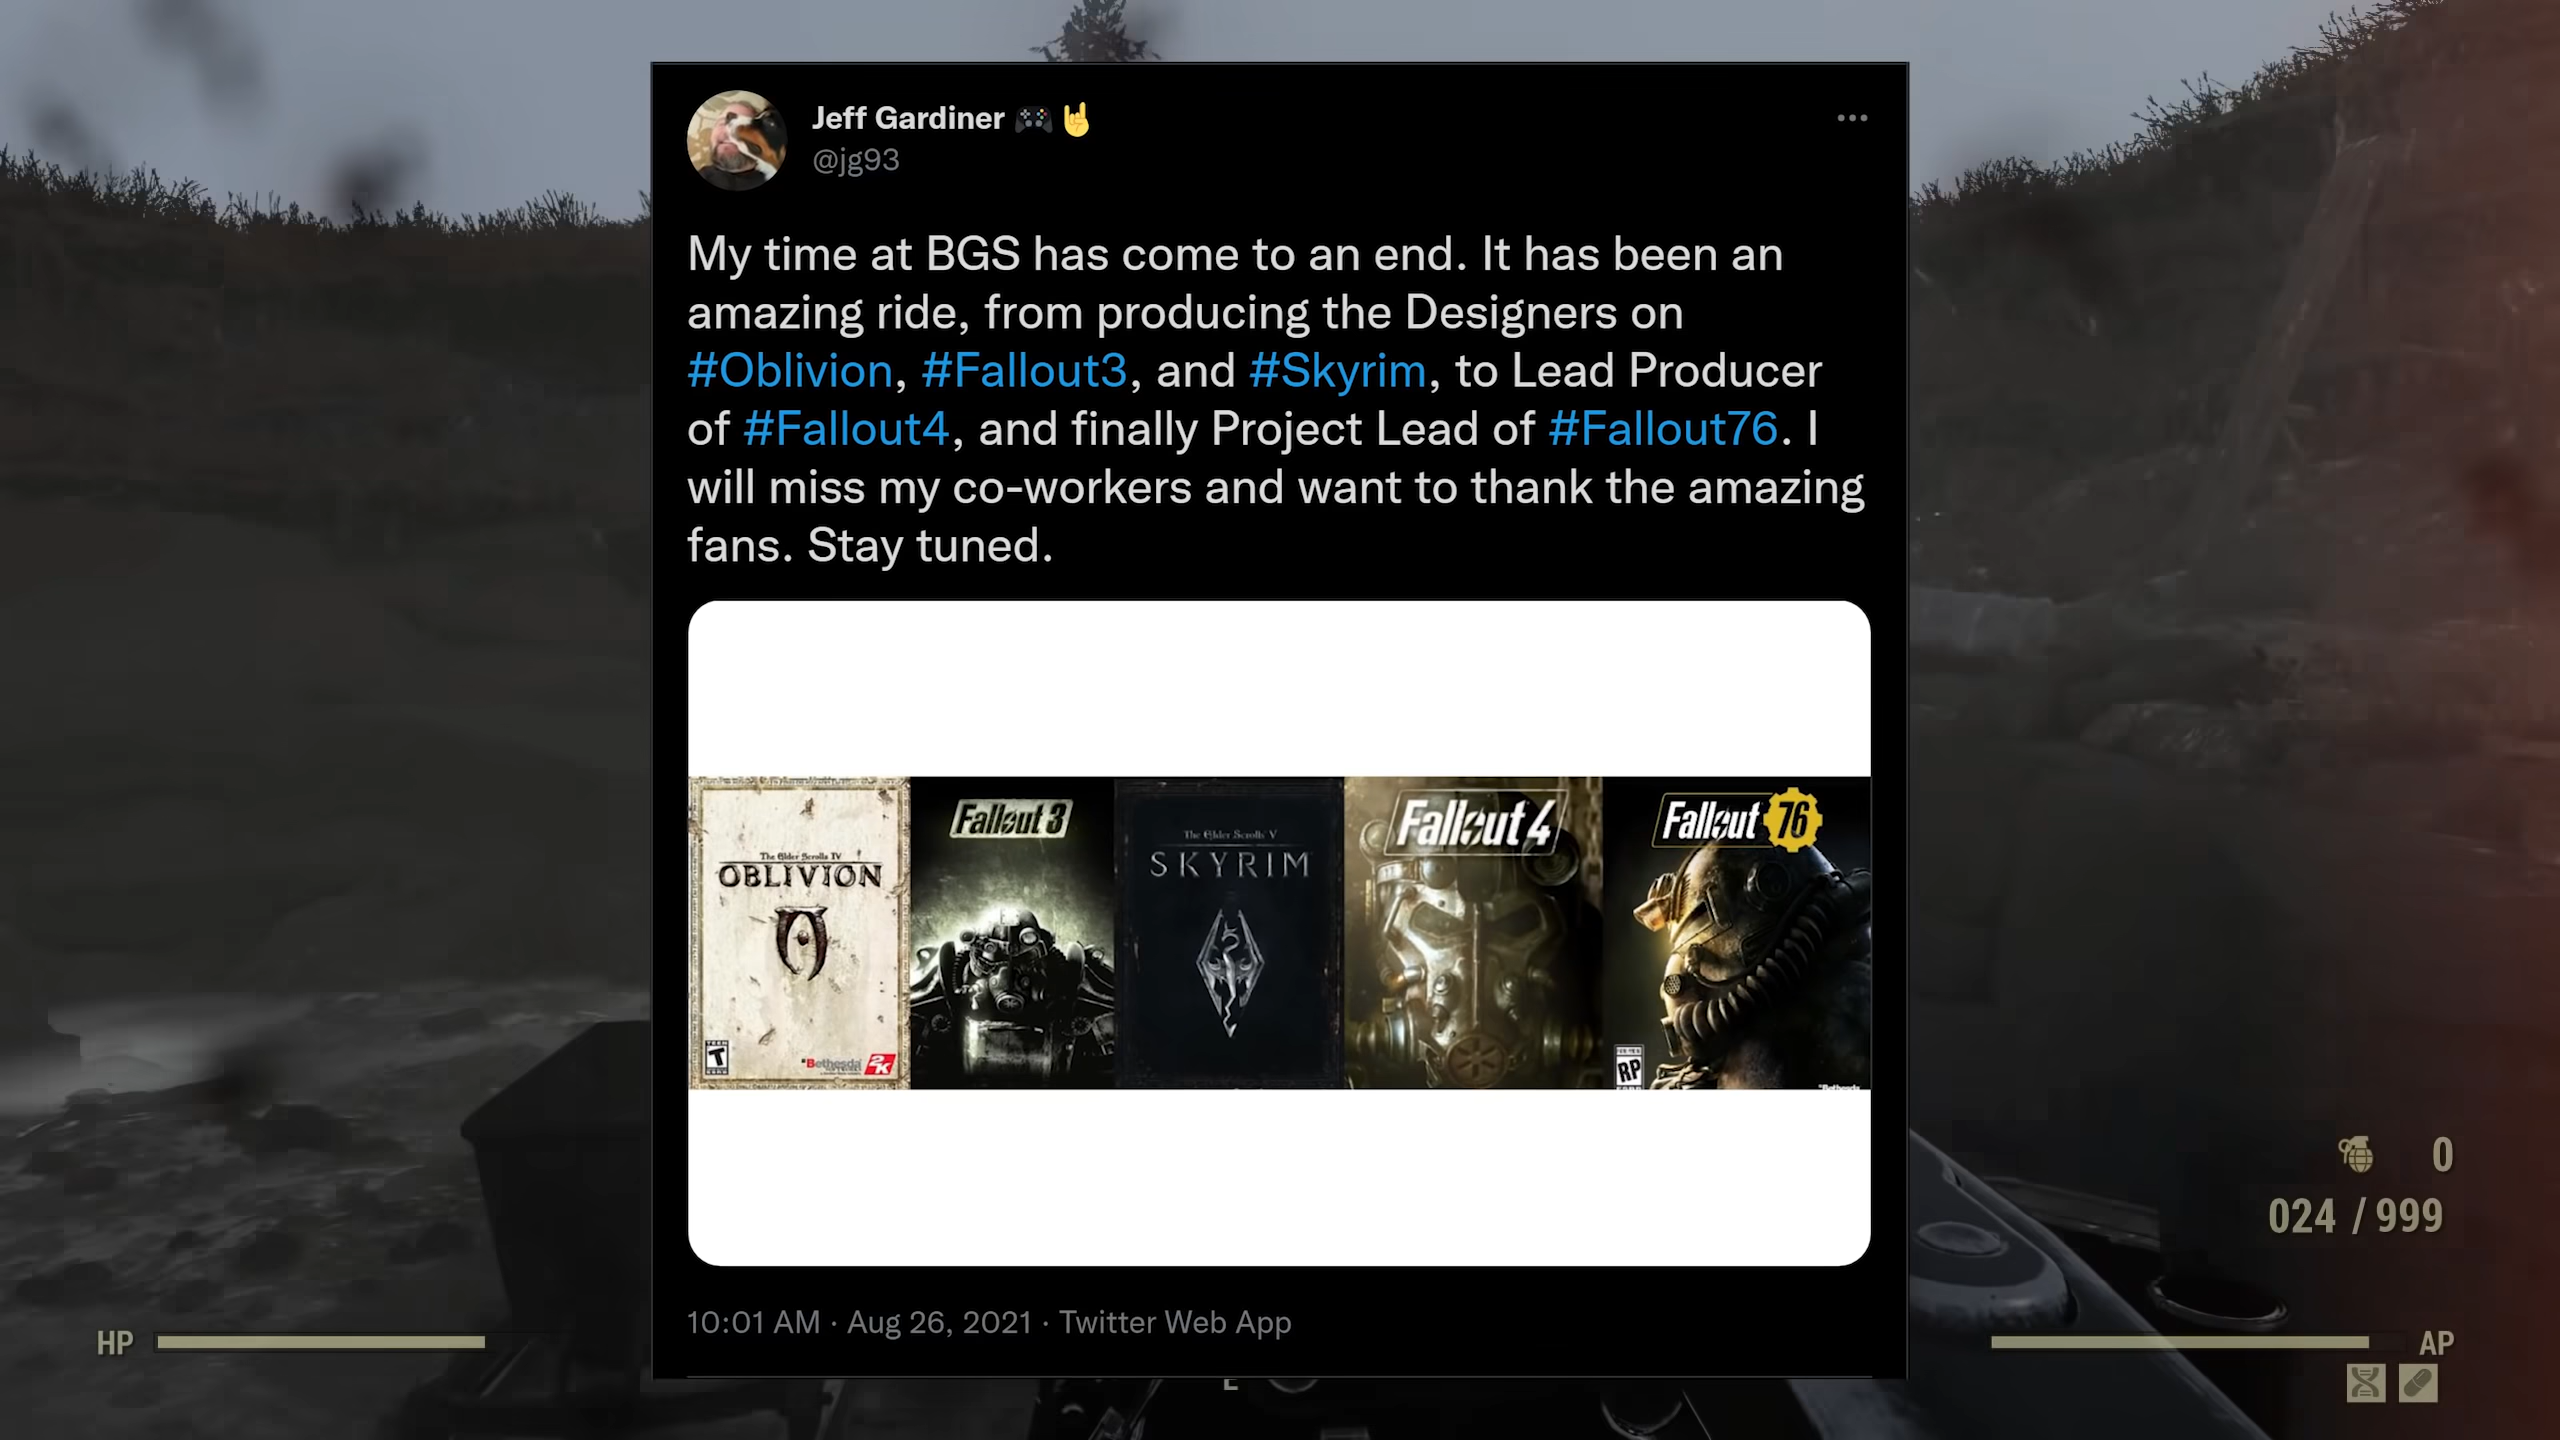 Jeff Gardiner 🎮🤘
@jg93
My time at BGS has come to an end. It has been an
amazing ride, from producing the Designers on
#Oblivion, #Fallout3, and #Skyrim, to Lead Producer
of #Fallout4, and finally Project Lead of #Fallout76. I
will miss my co-workers and want to thank the amazing
fans. Stay tuned.
The Elder Scrolls IV
OBLIVION
T
Bethesda
2K
Fallout 3
The Elder Scrolls V
SKYRIM
Fallout 4
Fallout 76
RP
Bethesda
10:01 AM · Aug 26, 2021 · Twitter Web App
0
024 / 999
HP
AP